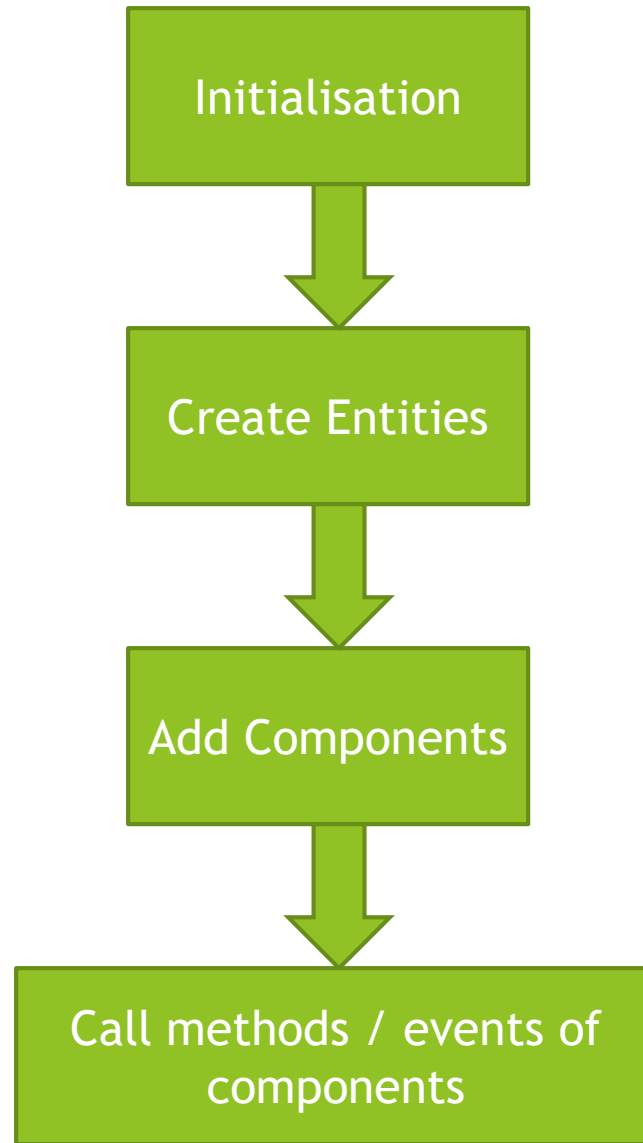 Initialisation
Create Entities
Add Components
Call methods / events of
components